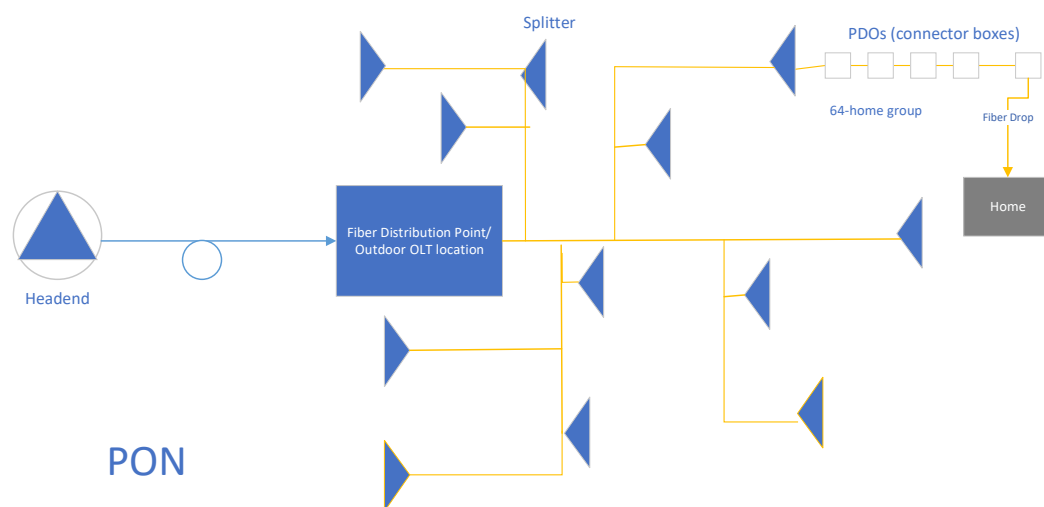 Splitter
PDOs (connector boxes)
64-home group
Fiber Drop
Home
Fiber Distribution Point/
Outdoor OLT location
Headend
PON